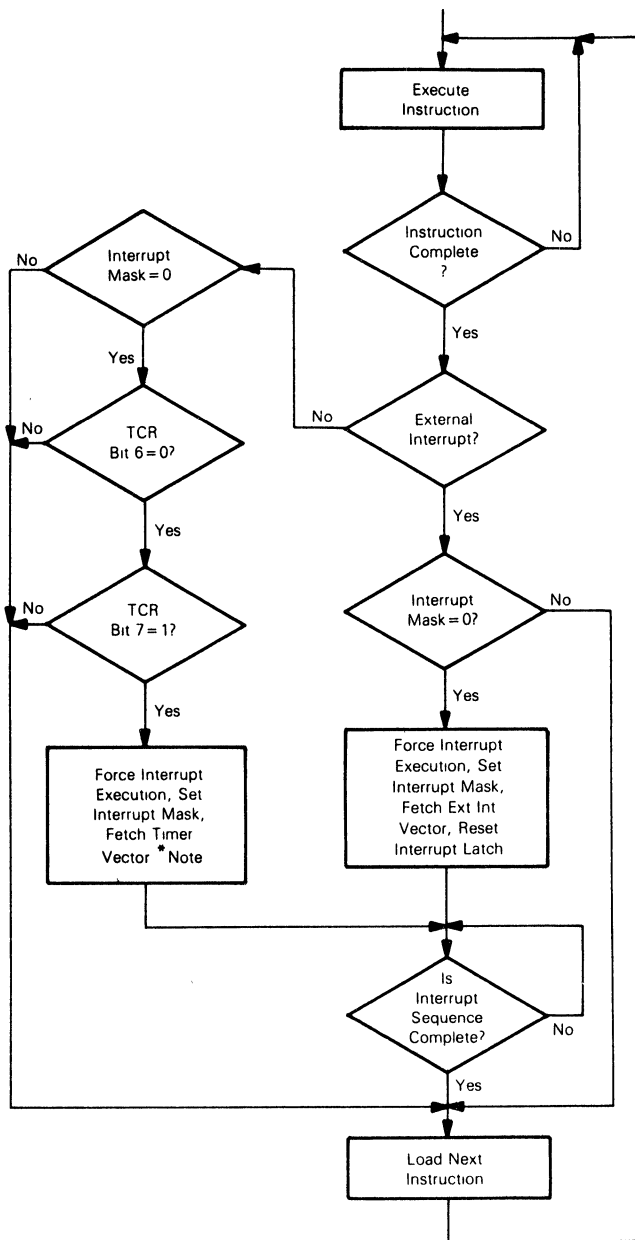 Execute
Instruction
Instruction
Complete
?
No
Yes
External
Interrupt?
No
Yes
Interrupt
Mask = 0
No
Yes
TCR
Bit 6 = 0?
No
Yes
TCR
Bit 7 = 1?
No
Yes
Force Interrupt
Execution, Set
Interrupt Mask,
Fetch Timer
Vector *Note
Interrupt
Mask = 0?
No
Yes
Force Interrupt
Execution, Set
Interrupt Mask,
Fetch Ext Int
Vector, Reset
Interrupt Latch
Is
Interrupt
Sequence
Complete?
No
Yes
Load Next
Instruction